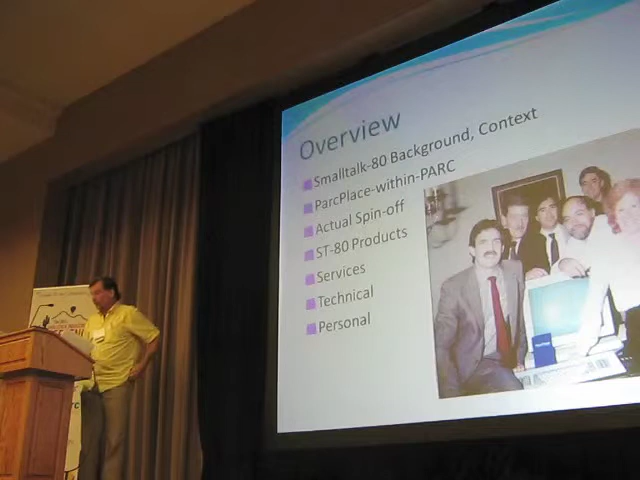 Overview
Smalltalk-80 Background, Context
ParcPlace-within-PARC
Actual Spin-off
ST-80 Products
Services
Technical
Personal